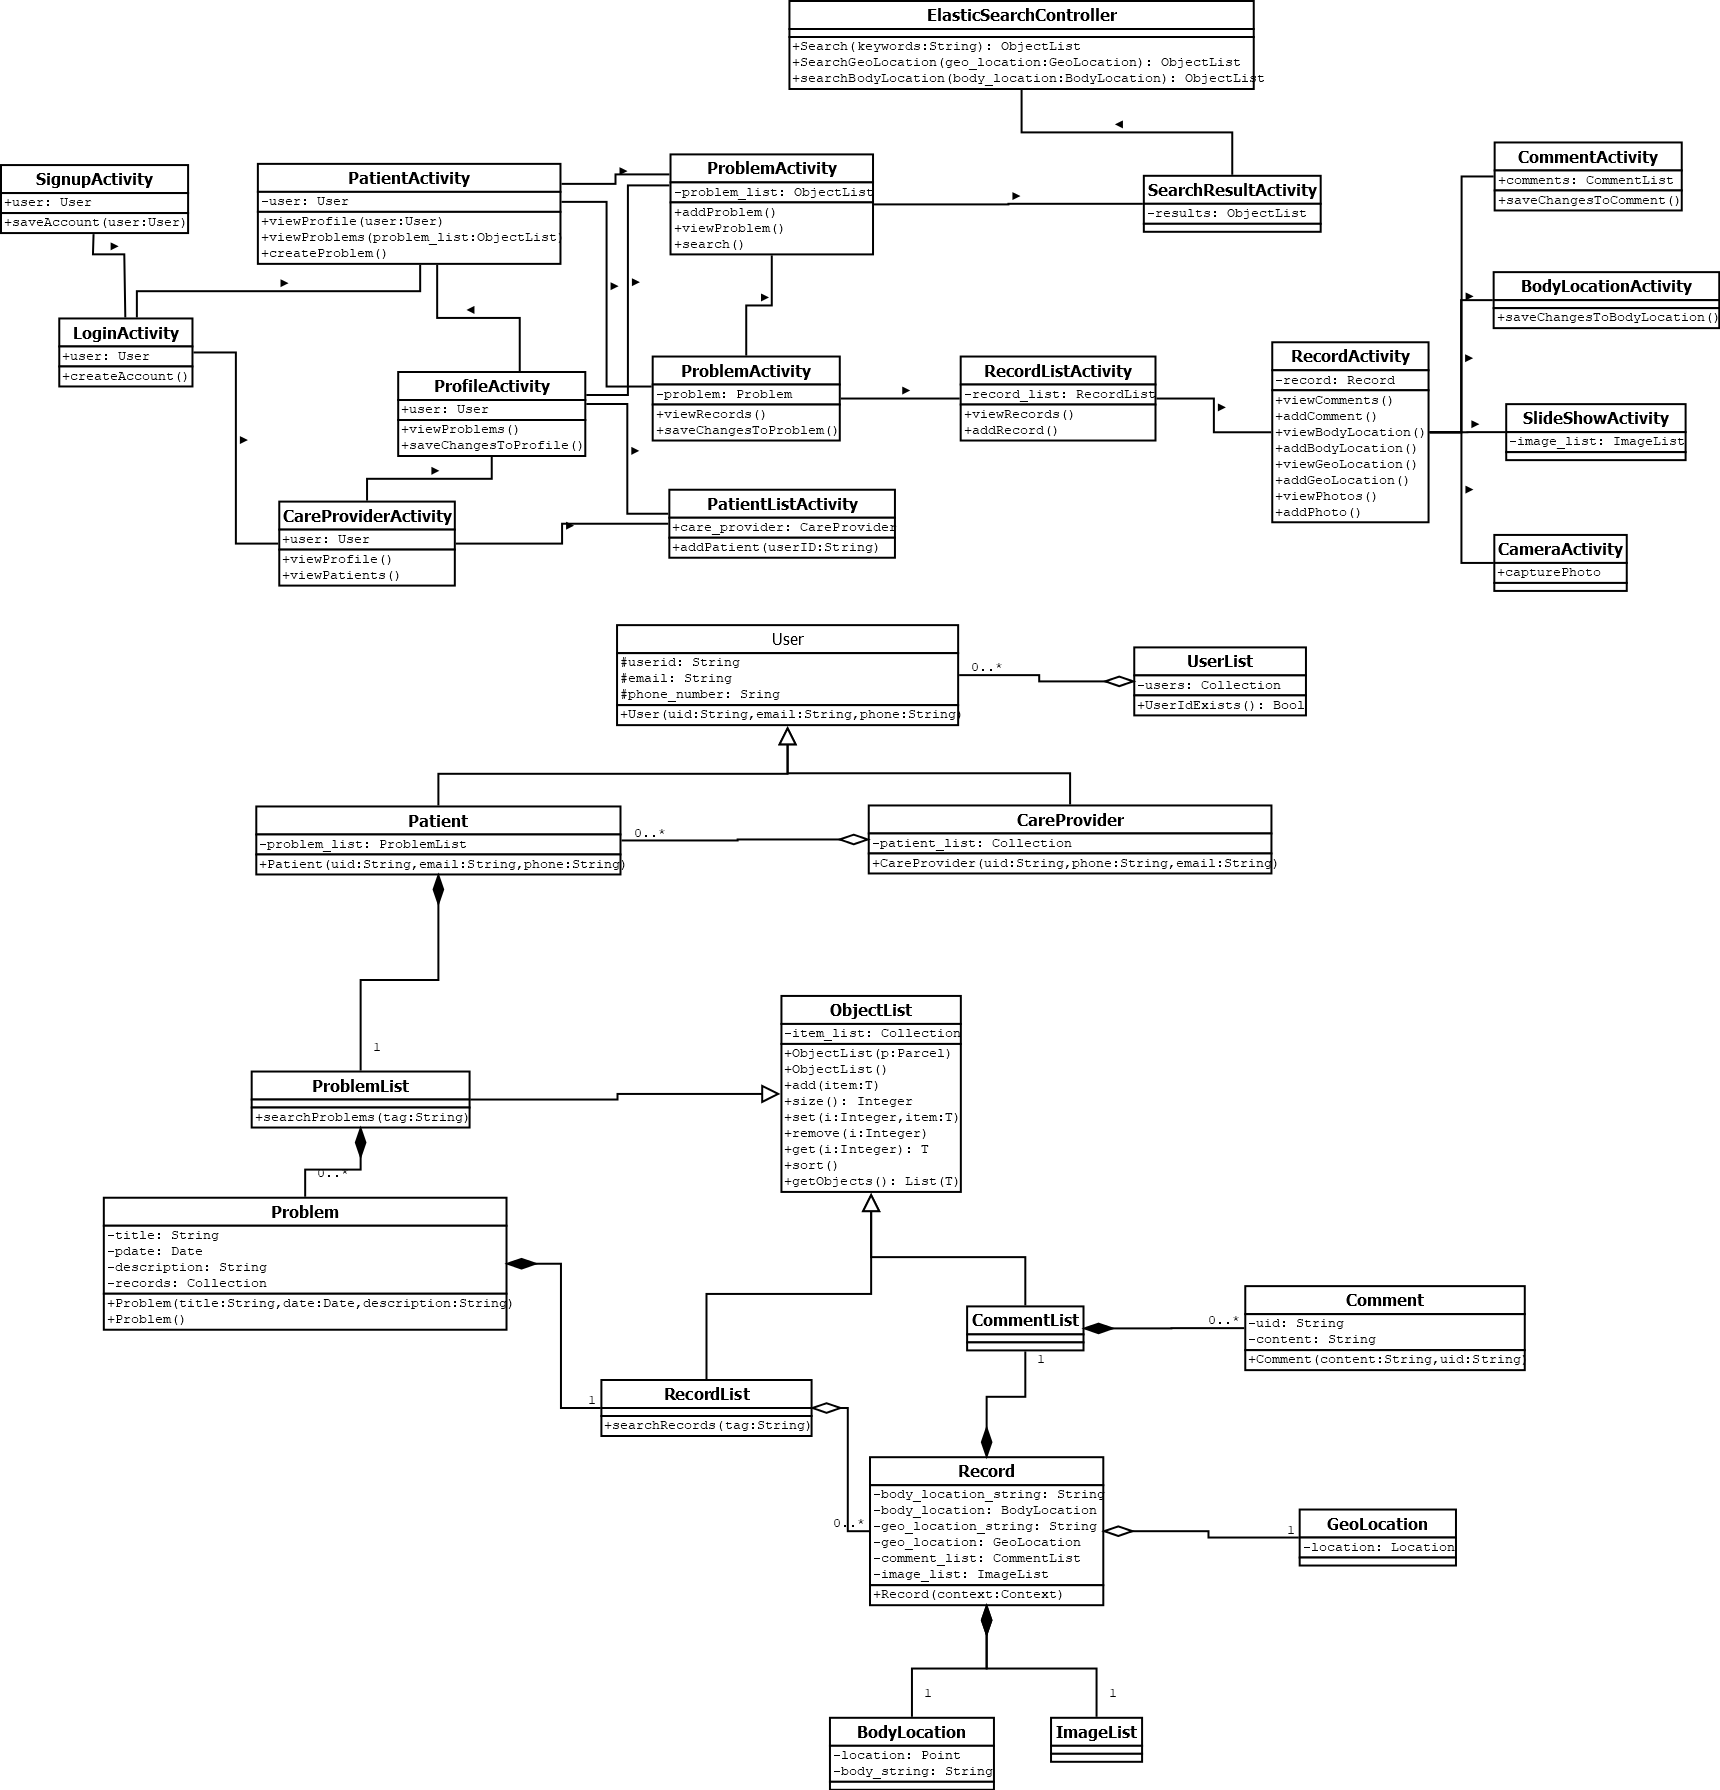 ElasticSearchController
+Search(keywords:String): ObjectList
+SearchGeoLocation(geo_location:GeoLocation): ObjectList
+searchBodyLocation(body_location:BodyLocation): ObjectList
SignupActivity
+user: User
+saveAccount(user:User)
PatientActivity
-user: User
+viewProfile(user:User)
+viewProblems(problem_list:ObjectList)
+createProblem()
ProblemActivity
-problem_list: ObjectList
+addProblem()
+viewProblem()
+search()
SearchResultActivity
-results: ObjectList
CommentActivity
+comments: CommentList
+saveChangesToComment()
BodyLocationActivity
+saveChangesToBodyLocation()
LoginActivity
+user: User
+createAccount()
ProfileActivity
+user: User
+viewProblems()
+saveChangesToProfile()
ProblemActivity
-problem: Problem
+viewRecords()
+saveChangesToProblem()
RecordListActivity
-record_list: RecordList
+viewRecords()
+addRecord()
RecordActivity
-record: Record
+viewComments()
+addComment()
+viewBodyLocation()
+addBodyLocation()
+viewGeoLocation()
+addGeoLocation()
+viewPhotos()
+addPhoto()
SlideShowActivity
-image_list: ImageList
CareProviderActivity
+user: User
+viewProfile()
+viewPatients()
PatientListActivity
+care_provider: CareProvider
+addPatient(userID:String)
CameraActivity
+capturePhoto
User
#userid: String
#email: String
#phone_number: Sring
+User(uid:String,email:String,phone:String)
0..*
UserList
-users: Collection
+UserIdExists(): Bool
Patient
-problem_list: ProblemList
+Patient(uid:String,email:String,phone:String)
0..*
CareProvider
-patient_list: Collection
+CareProvider(uid:String,phone:String,email:String)
1
ProblemList
+searchProblems(tag:String)
0..*
ObjectList
-item_list: Collection
+ObjectList(p:Parcel)
+ObjectList()
+add(item:T)
+size(): Integer
+set(i:Integer,item:T)
+remove(i:Integer)
+get(i:Integer): T
+sort()
+getObjects(): List(T)
Problem
-title: String
-pdate: Date
-description: String
-records: Collection
+Problem(title:String,date:Date,description:String)
+Problem()
CommentList
0..*
1
Comment
-uid: String
-content: String
+Comment(content:String,uid:String)
1
RecordList
+searchRecords(tag:String)
0..*
Record
-body_location_string: String
-body_location: BodyLocation
-geo_location_string: String
-geo_location: GeoLocation
-comment_list: CommentList
-image_list: ImageList
+Record(context:Context)
1
GeoLocation
-location: Location
1
1
BodyLocation
-location: Point
-body_string: String
ImageList